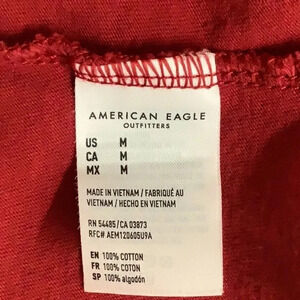 AMERICAN EAGLE
OUTFITTERS
US M
CA M
MX M
MADE IN VIETNAM / FABRIQUÉ AU
VIETNAM / HECHO EN VIETNAM
RN 54485/CA 03873
RFC# AEM120605U9A
EN 100% COTTON
FR 100% COTON
SP 100% algodón